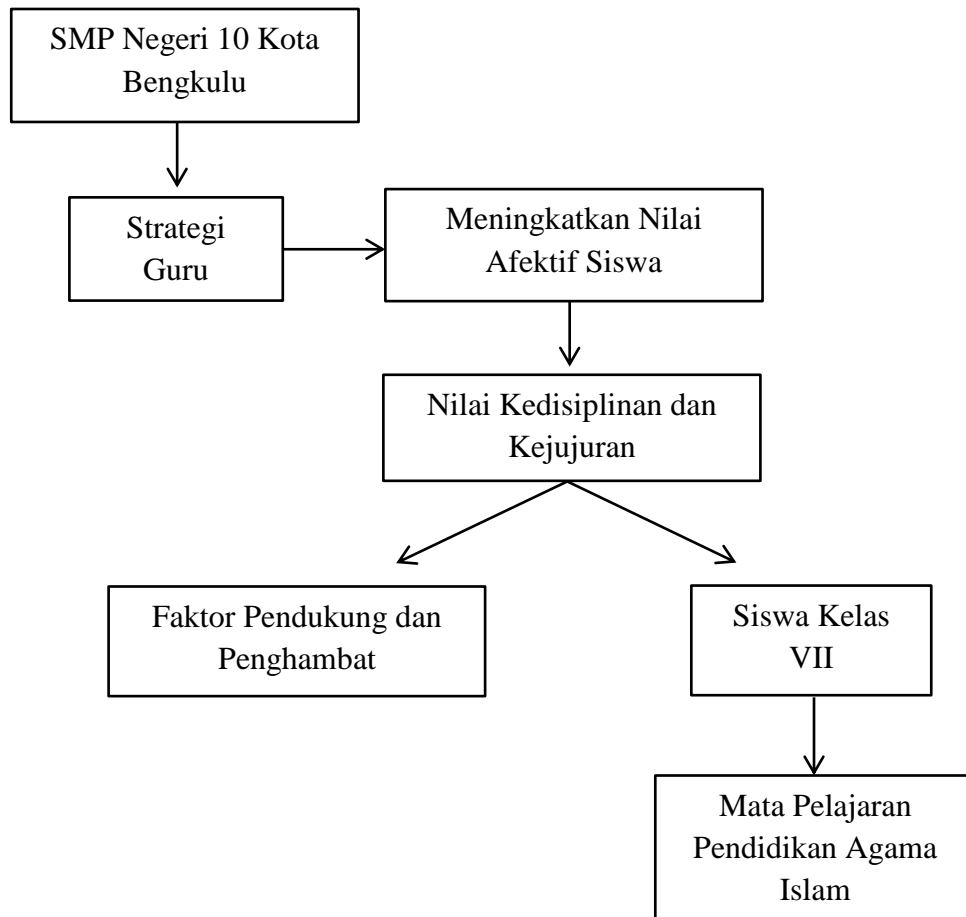 SMP Negeri 10 Kota
Bengkulu
Strategi
Guru
Meningkatkan Nilai
Afektif Siswa
Nilai Kedisiplinan dan
Kejujuran
Faktor Pendukung dan
Penghambat
Siswa Kelas
VII
Mata Pelajaran
Pendidikan Agama
Islam